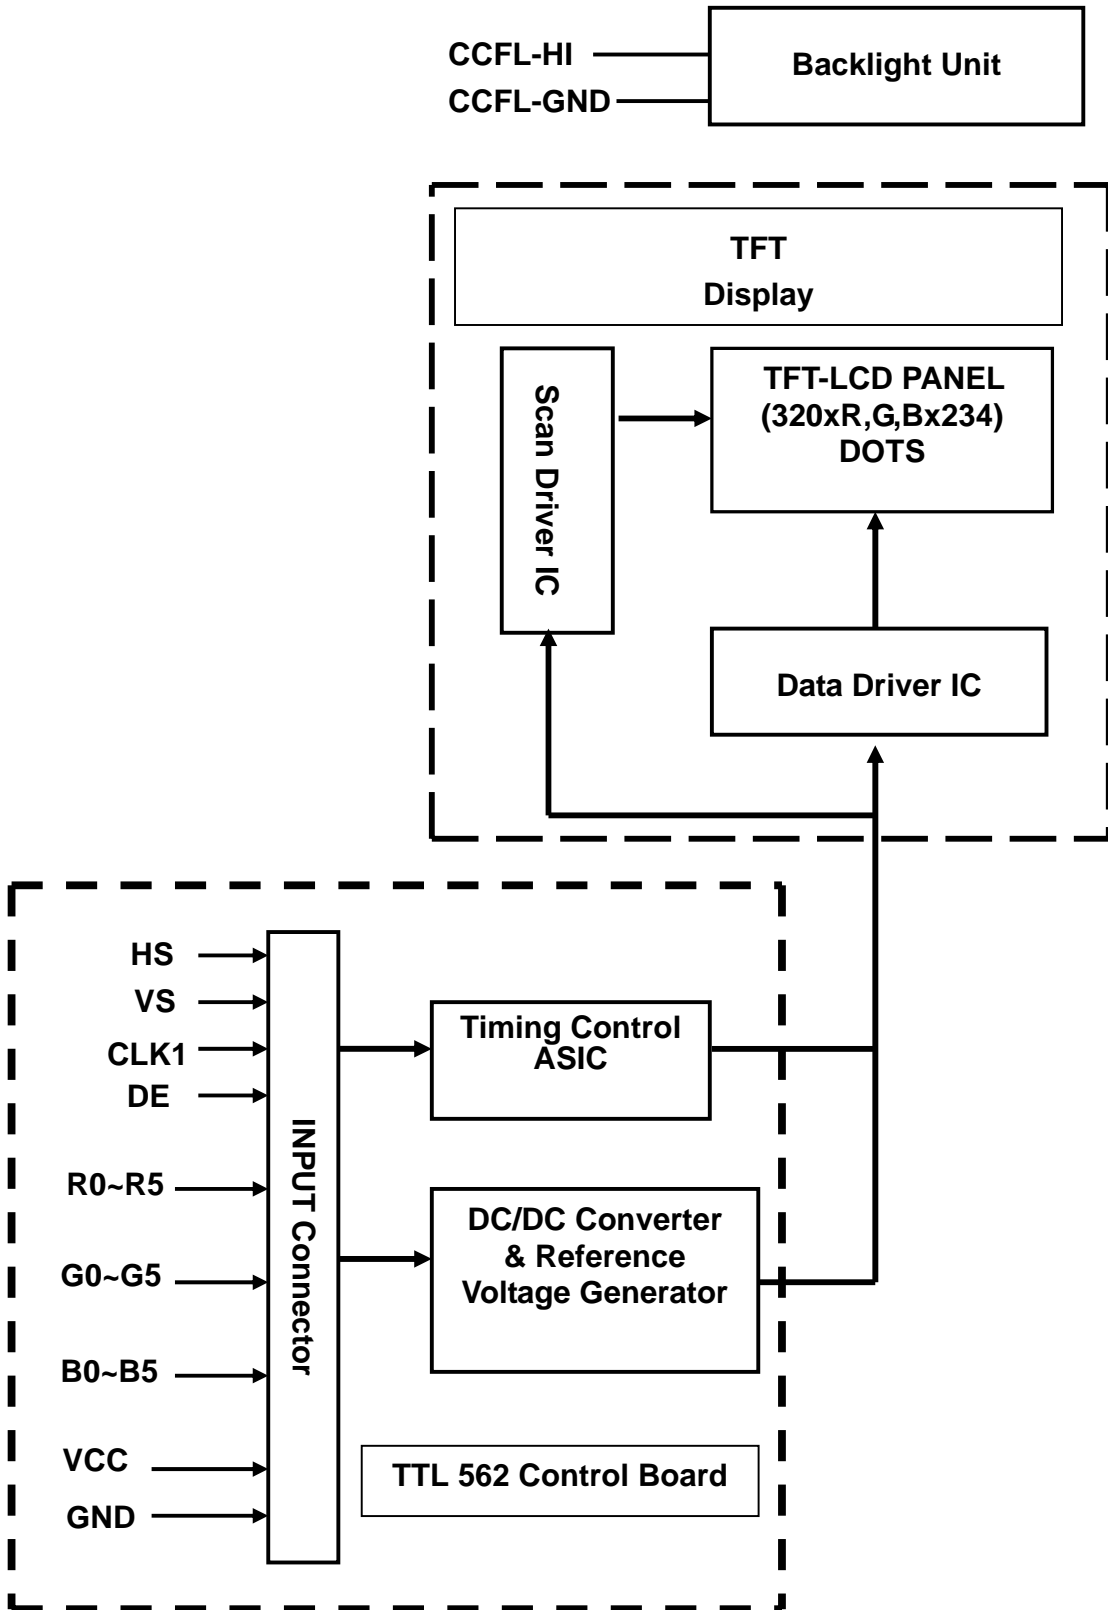 CCFL-HI
CCFL-GND
Backlight Unit
TFT
Display
Scan Driver IC
TFT-LCD PANEL
(320xR,G,Bx234)
DOTS
Data Driver IC
HS
VS
CLK1
DE
R0~R5
G0~G5
B0~B5
VCC
GND
INPUT Connector
Timing Control
ASIC
DC/DC Converter
& Reference
Voltage Generator
TTL 562 Control Board